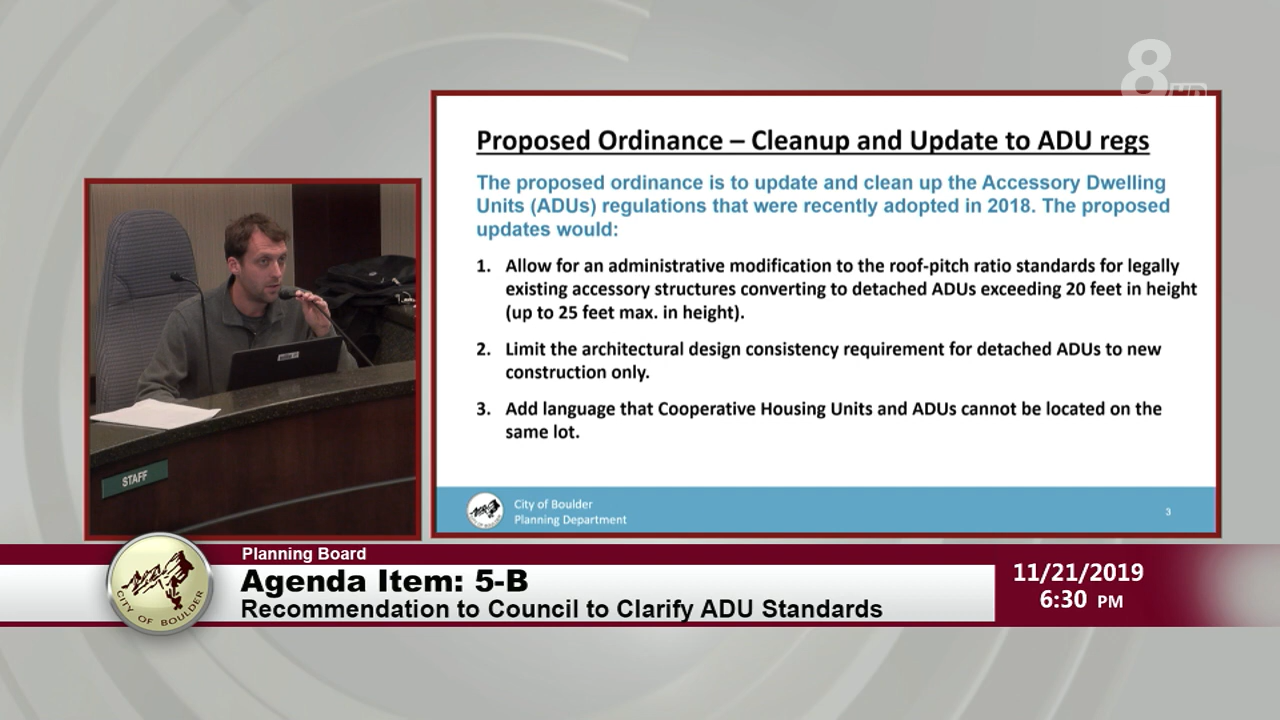 8
HD
Proposed Ordinance – Cleanup and Update to ADU regs
The proposed ordinance is to update and clean up the Accessory Dwelling
Units (ADUs) regulations that were recently adopted in 2018. The proposed
updates would:
1. Allow for an administrative modification to the roof-pitch ratio standards for legally
existing accessory structures converting to detached ADUs exceeding 20 feet in height
(up to 25 feet max. in height).
2. Limit the architectural design consistency requirement for detached ADUs to new
construction only.
3. Add language that Cooperative Housing Units and ADUs cannot be located on the
same lot.
City of Boulder
Planning Department
3
STAFF
Planning Board
Agenda Item: 5-B
Recommendation to Council to Clarify ADU Standards
CITY OF BOULDER
11/21/2019
6:30 PM